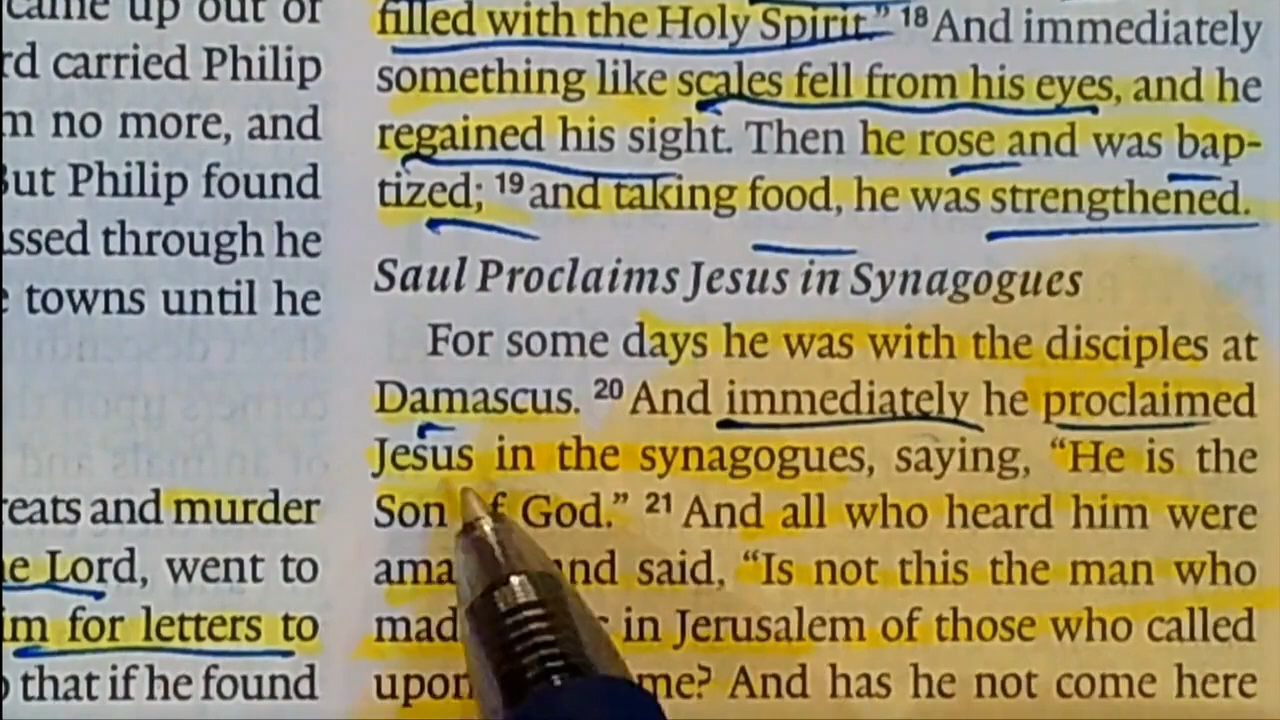 came up out of
rd carried Philip
m no more, and
But Philip found
assed through he
e towns until he
reats and murder
e Lord, went to
im for letters to
o that if he found
filled with the Holy Spirit.” 18 And immediately
something like scales fell from his eyes, and he
regained his sight. Then he rose and was bap-
tized; 19 and taking food, he was strengthened.
Saul Proclaims Jesus in Synagogues
For some days he was with the disciples at
Damascus. 20 And immediately he proclaimed
Jesus in the synagogues, saying, “He is the
Son of God.” 21 And all who heard him were
ama and said, “Is not this the man who
mad in Jerusalem of those who called
upon me? And has he not come here